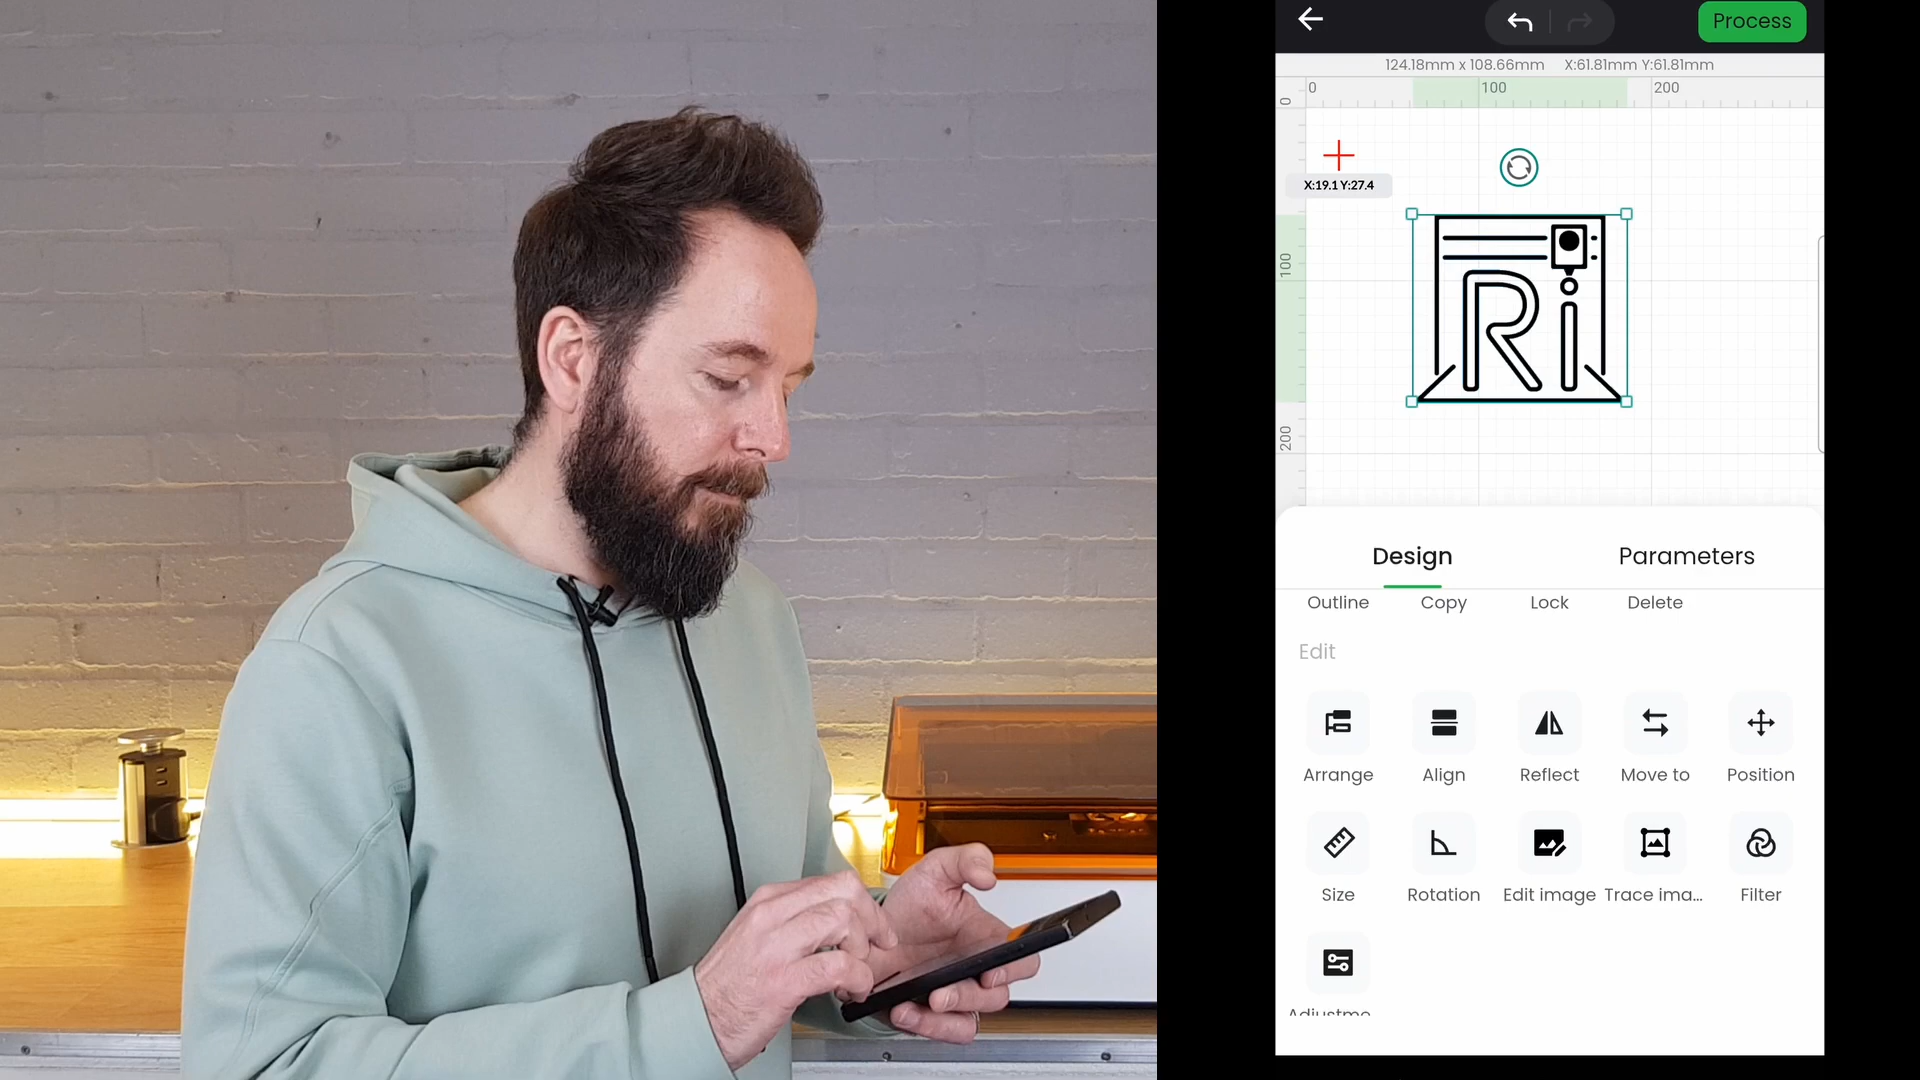 Process
124.18mm x 108.66mm X:61.81mm Y:61.81mm
0 100 200
0
X:19.1 Y:27.4
100
Ri
200
Design Parameters
Outline Copy Lock Delete
Edit
Arrange Align Reflect Move to Position
Size Rotation Edit image Trace ima... Filter
Adjustme